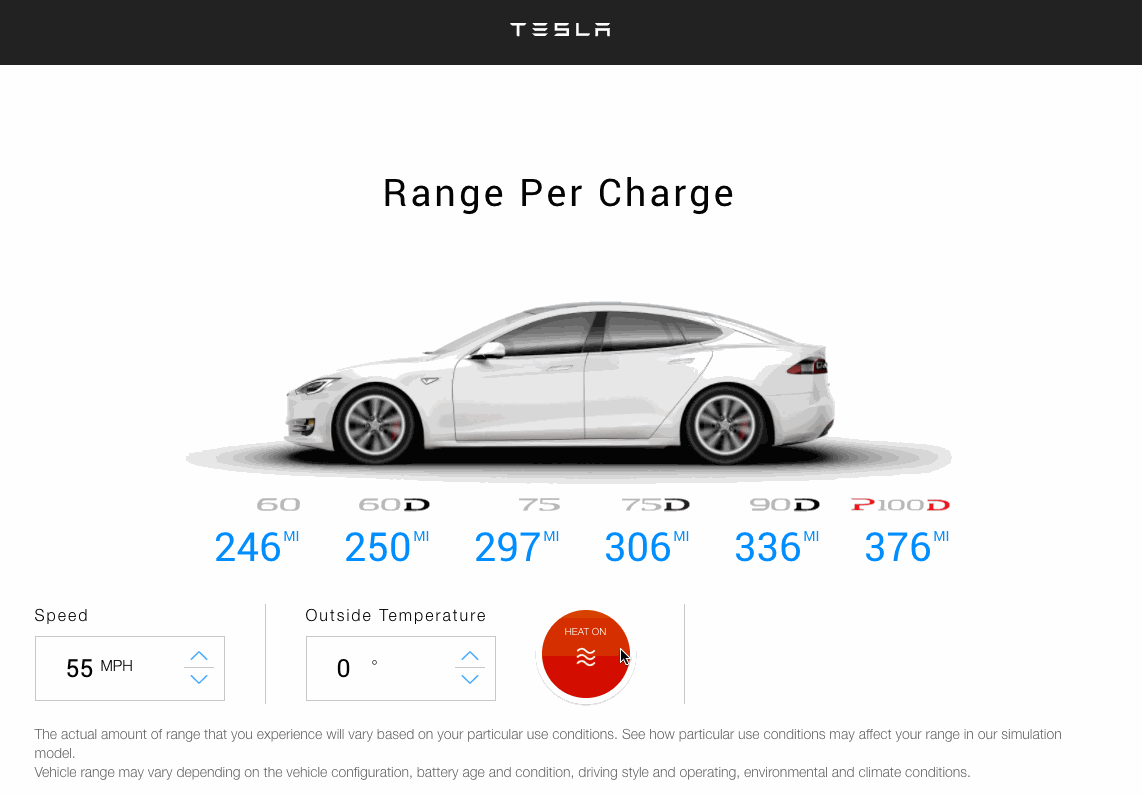 TESLA
Range Per Charge
60 60D 75 75D 90D P100D
246 MI 250 MI 297 MI 306 MI 336 MI 376 MI
Speed
Outside Temperature
HEAT ON
55 MPH
0 °
The actual amount of range that you experience will vary based on your particular use conditions. See how particular use conditions may affect your range in our simulation
model.
Vehicle range may vary depending on the vehicle configuration, battery age and condition, driving style and operating, environmental and climate conditions.